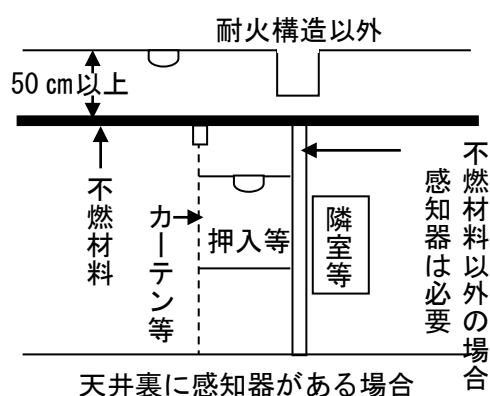 耐火構造以外
50㎝以上
不燃材料
カーテン等
押入等
隣室等
不燃材料以外の場合
感知器は必要
天井裏に感知器がある場合